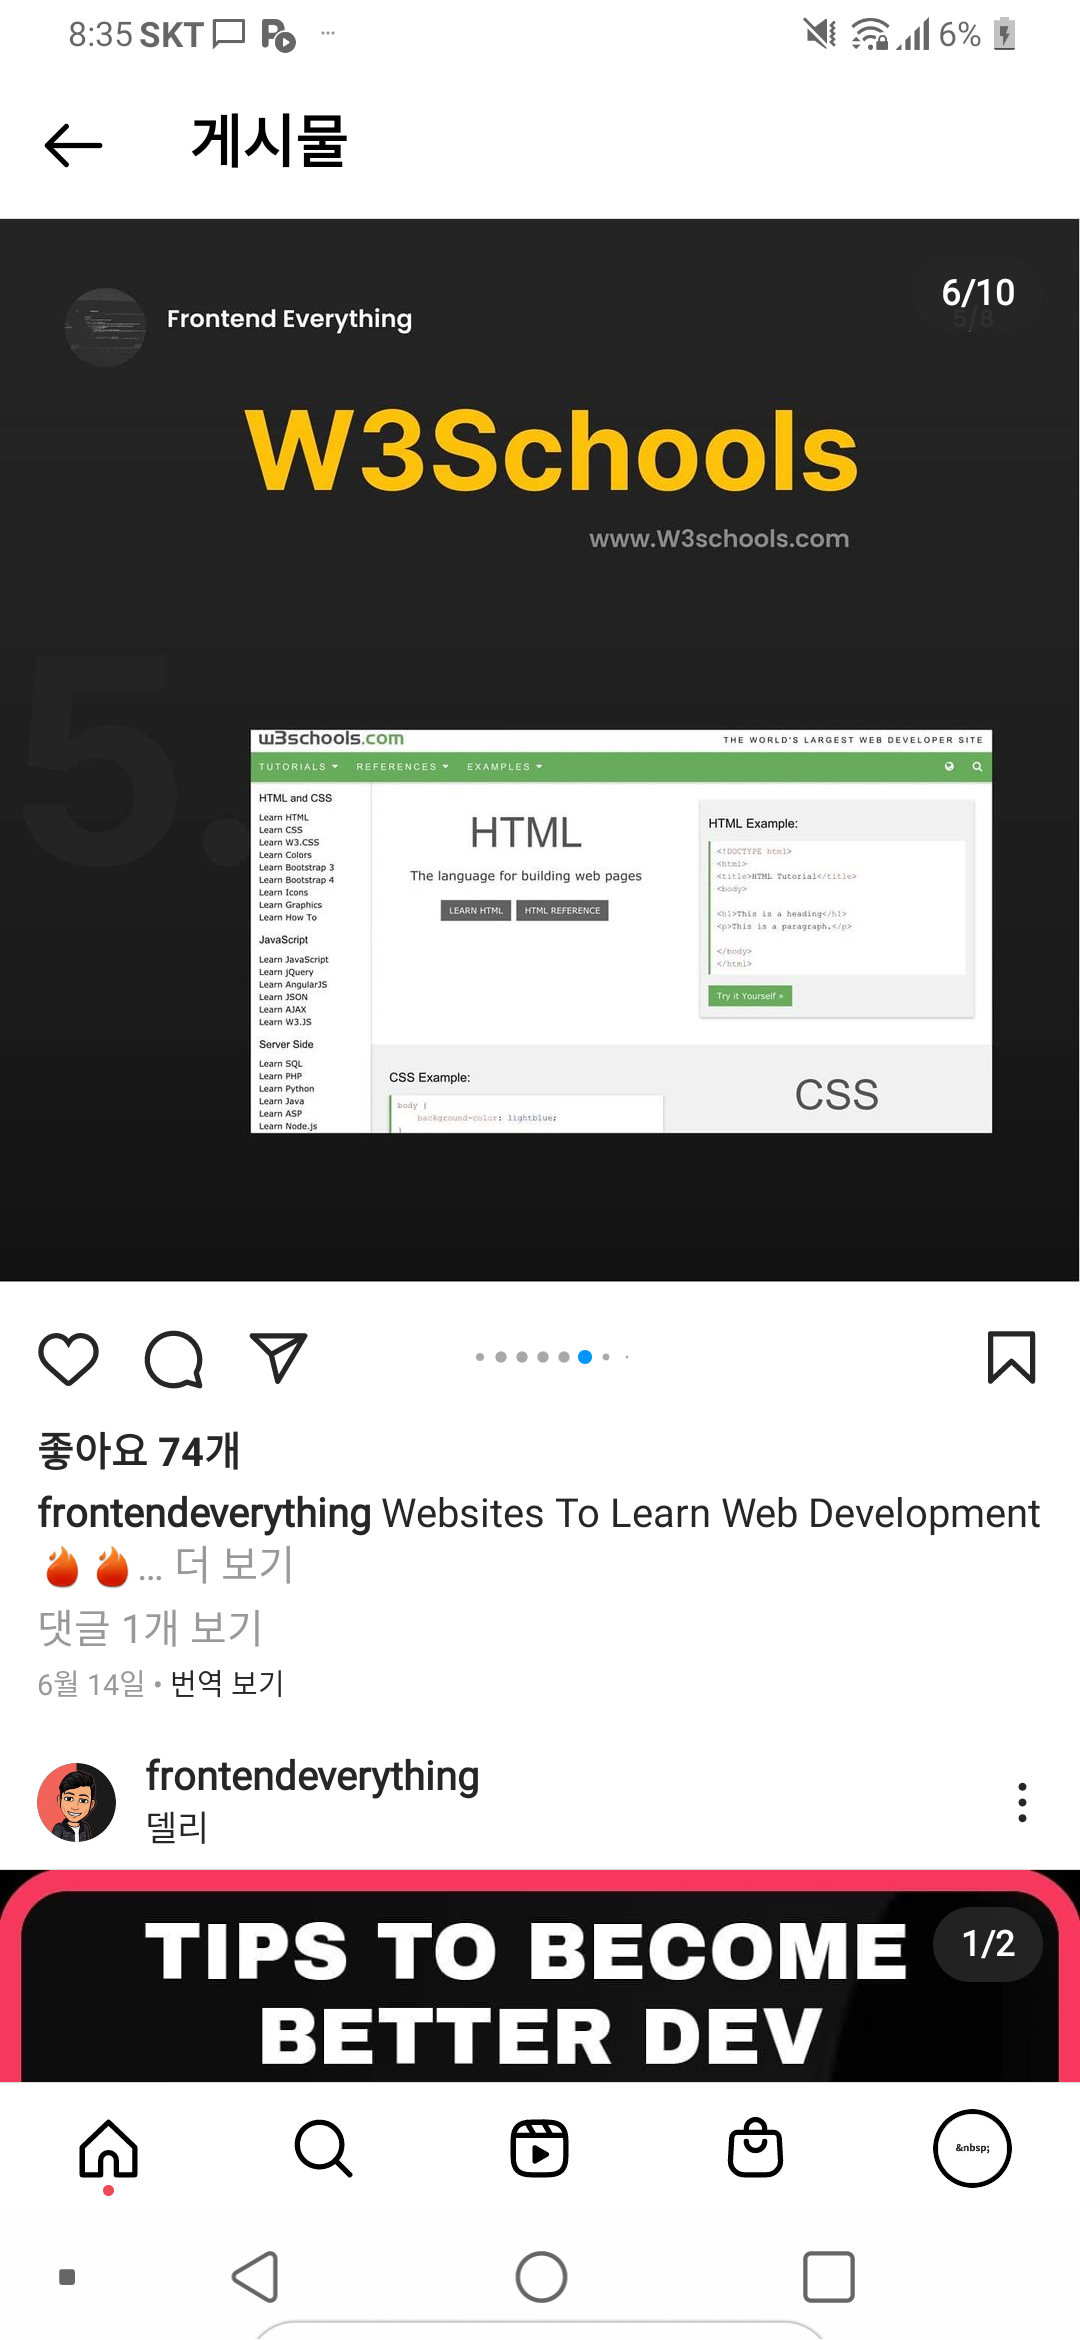 8:35 SKT
6%
게시물
Frontend Everything
6/10
5/8
W3Schools
www.W3schools.com
5.
w3schools.com
THE WORLD'S LARGEST WEB DEVELOPER SITE
TUTORIALS REFERENCES EXAMPLES
HTML and CSS
Learn HTML
Learn CSS
Learn W3.CSS
Learn Colors
Learn Bootstrap 3
Learn Bootstrap 4
Learn Icons
Learn Graphics
Learn How To
JavaScript
Learn JavaScript
Learn jQuery
Learn AngularJS
Learn JSON
Learn AJAX
Learn W3.JS
Server Side
Learn SQL
Learn PHP
Learn Python
Learn Java
Learn ASP
Learn Node.js
HTML
The language for building web pages
LEARN HTML HTML REFERENCE
HTML Example:
<!DOCTYPE html>
<html>
<title>HTML Tutorial</title>
<body>
<h1>This is a heading</h1>
<p>This is a paragraph.</p>
</body>
</html>
Try it Yourself »
CSS Example:
body {
background-color: lightblue;
}
CSS
좋아요 74개
frontendeverything Websites To Learn Web Development
🔥🔥... 더 보기
댓글 1개 보기
6월 14일 • 번역 보기
frontendeverything
델리
TIPS TO BECOME
BETTER DEV
1/2
&nbsp;